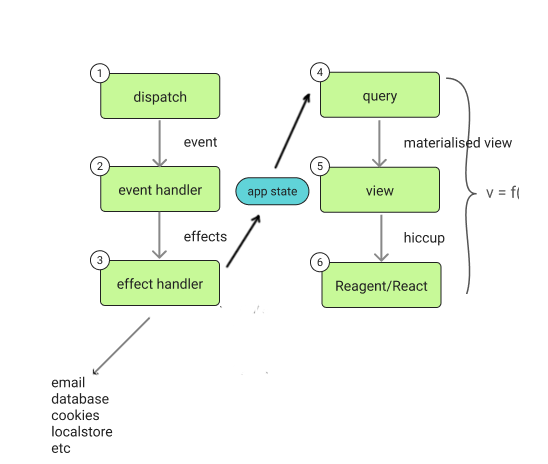 1
dispatch
event
2
event handler
effects
3
effect handler
email
database
cookies
localstore
etc
app state
4
query
materialised view
5
view
hiccup
6
Reagent/React
v = f(